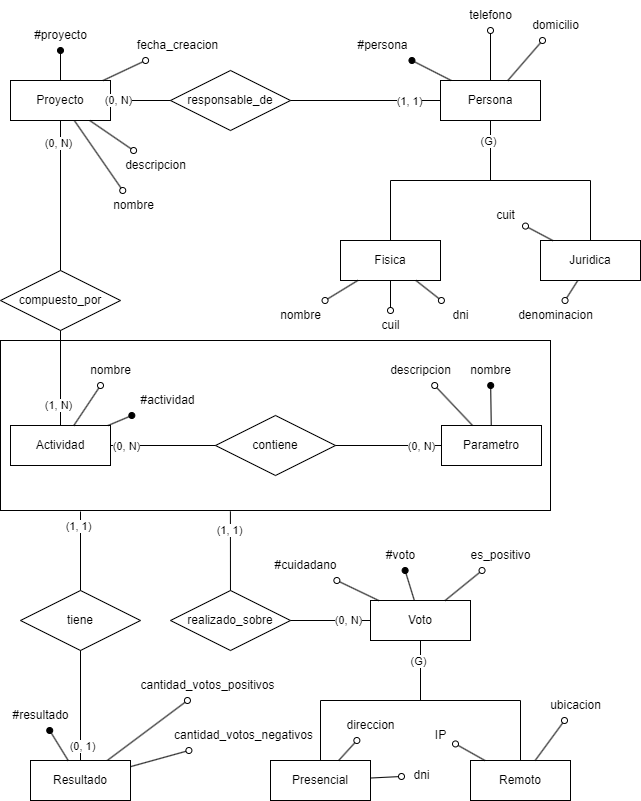 telefono
domicilio
#proyecto
fecha_creacion
#persona
Proyecto
(0, N)
responsable_de
(1, 1)
Persona
(0, N)
(G)
descripcion
nombre
cuit
Fisica
Juridica
compuesto_por
nombre
cuil
dni
denominacion
nombre
descripcion
nombre
#actividad
(1, N)
Actividad
(0, N)
contiene
(0, N)
Parametro
(1, 1)
(1, 1)
#cuidadano
#voto
es_positivo
tiene
realizado_sobre
(0, N)
Voto
(G)
cantidad_votos_positivos
#resultado
ubicacion
direccion
cantidad_votos_negativos
IP
(0, 1)
Resultado
Presencial
dni
Remoto